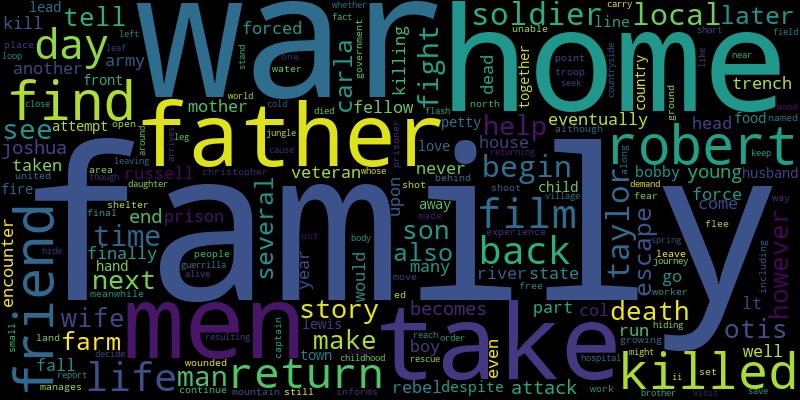 lead
tell
kill
day
another
army
front
war
forced
carla
killing
fight
home
soldier
line
local
later
carry
unable
whether
fact
left
place
leaf
loop
find
close
stand
government
one
water
dead
north
together
countryside
point
troop
seek
country
short
like
near
field
trench
mother
father
fellow
died
cold
flash
world
eventually
although
ground
head
food
wood
named
see
attempt
open
joshua
taken
around
arrives
leg
jungle
prisoner
petty
love
never
help
house
robert
fire
area
leaving
russell
christopher
cause
whose
veteran
upon
behind
begin
child
bobby
young
husband
united
though
daughter
returning
shot
shoot
village
force
along
keep
family
shelter
final
end
prison
several
away
made
experience
film
son
taylor
escape
fear
come
demand
flee
way
friend
time
finally
hand
people
year
put
body
would
also
many
move
back
river
state
free
spring
leave
journey
worker
go
including
however
encounter
hide
next
meanwhile
guerrilla
alive
men
story
ed
becomes
take
part
col
death
lt
small
wife
land
farm
resulting
captain
lewis
make
town
boy
reach
order
rescue
even
run
hiding
growing
might
otis
fall
report
manages
life
decide
man
wounded
continue
return
mountain
still
childhood
informs
rebel
despite
attack
hospital
work
brother
ii
set
killed
visit
save
well